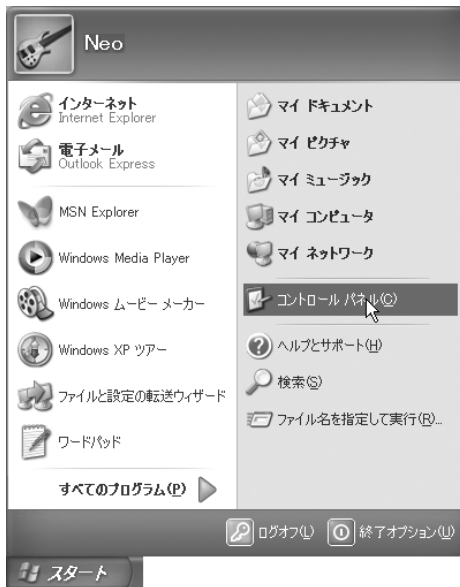 Neo
インターネット
Internet Explorer
電子メール
Outlook Express
MSN Explorer
Windows Media Player
Windows ムービー メーカー
Windows XP ツアー
ファイルと設定の転送ウィザード
ワードパッド
すべてのプログラム(P)
マイ ドキュメント
マイ ピクチャ
マイ ミュージック
マイ コンピュータ
マイ ネットワーク
コントロール パネル(C)
ヘルプとサポート(H)
検索(S)
ファイル名を指定して実行(R)...
ログオフ(L)
終了オプション(U)
スタート